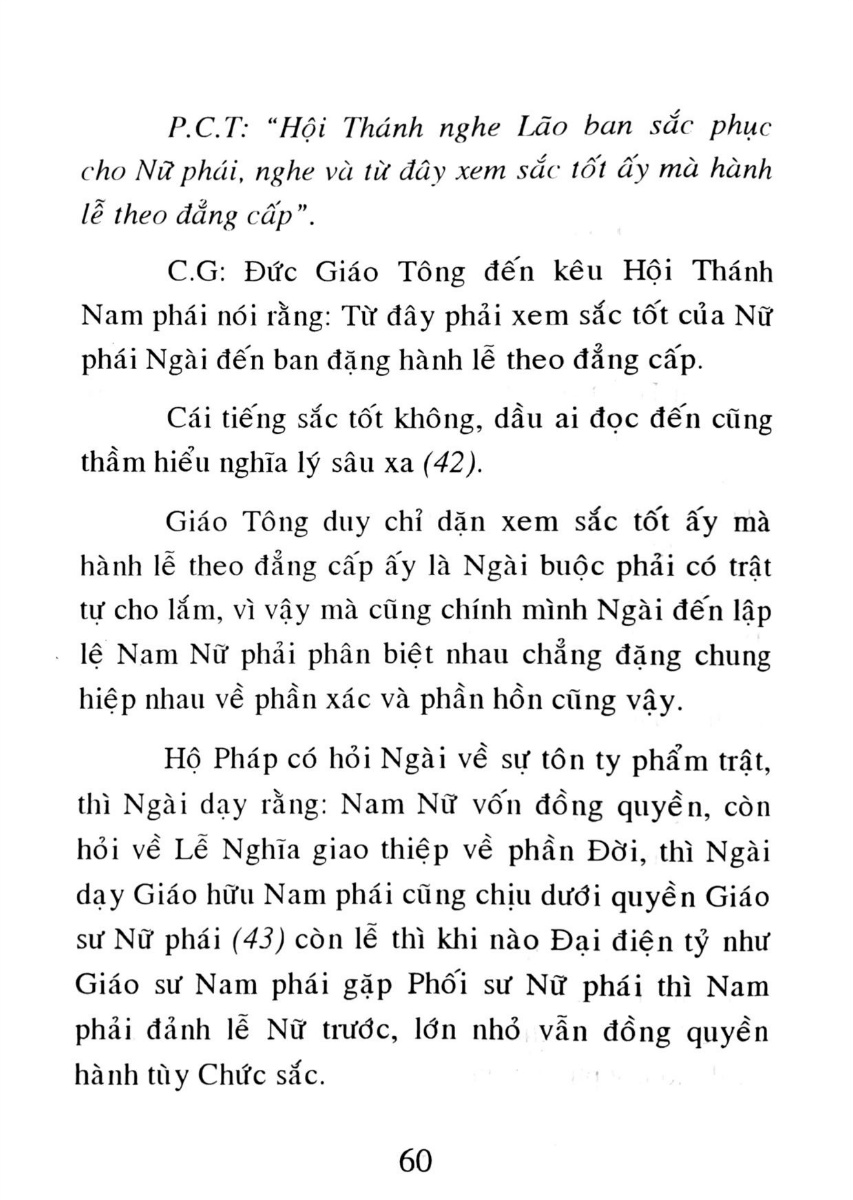 P.C.T: “Hội Thánh nghe Lão ban sắc phục
cho Nữ phái, nghe và từ đây xem sắc tốt ấy mà hành
lễ theo đẳng cấp”.
C.G: Đức Giáo Tông đến kêu Hội Thánh
Nam phái nói rằng: Từ đây phải xem sắc tốt của Nữ
phái Ngài đến ban đặng hành lễ theo đẳng cấp.
Cái tiếng sắc tốt không, dầu ai đọc đến cũng
thầm hiểu nghĩa lý sâu xa (42).
Giáo Tông duy chỉ dặn xem sắc tốt ấy mà
hành lễ theo đẳng cấp ấy là Ngài buộc phải có trật
tự cho lắm, vì vậy mà cũng chính mình Ngài đến lập
lệ Nam Nữ phải phân biệt nhau chẳng đặng chung
hiệp nhau về phần xác và phần hồn cũng vậy.
Hộ Pháp có hỏi Ngài về sự tôn ty phẩm trật,
thì Ngài dạy rằng: Nam Nữ vốn đồng quyền, còn
hỏi về Lễ Nghĩa giao thiệp về phần Đời, thì Ngài
dạy Giáo hữu Nam phái cũng chịu dưới quyền Giáo
sư Nữ phái (43) còn lễ thì khi nào Đại điện tỷ như
Giáo sư Nam phái gặp Phối sư Nữ phái thì Nam
phải đảnh lễ Nữ trước, lớn nhỏ vẫn đồng quyền
hành tùy Chức sắc.
60